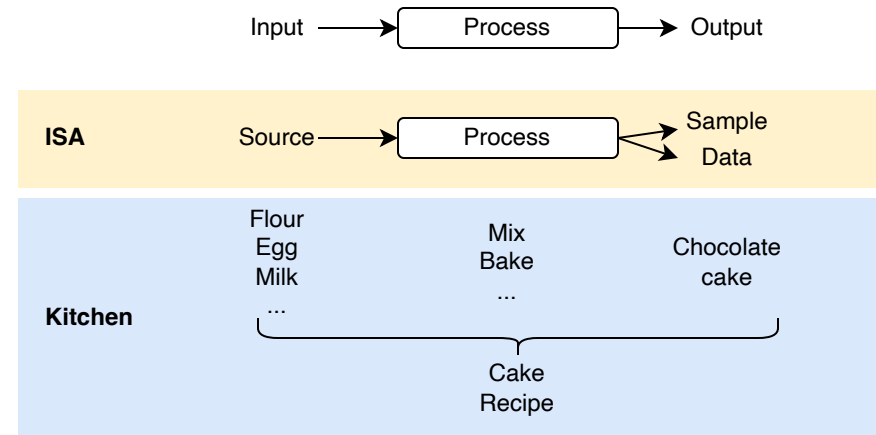 Input
Process
Output
ISA
Source
Process
Sample
Data
Kitchen
Flour
Egg
Milk
...
Mix
Bake
...
Chocolate
cake
Cake
Recipe